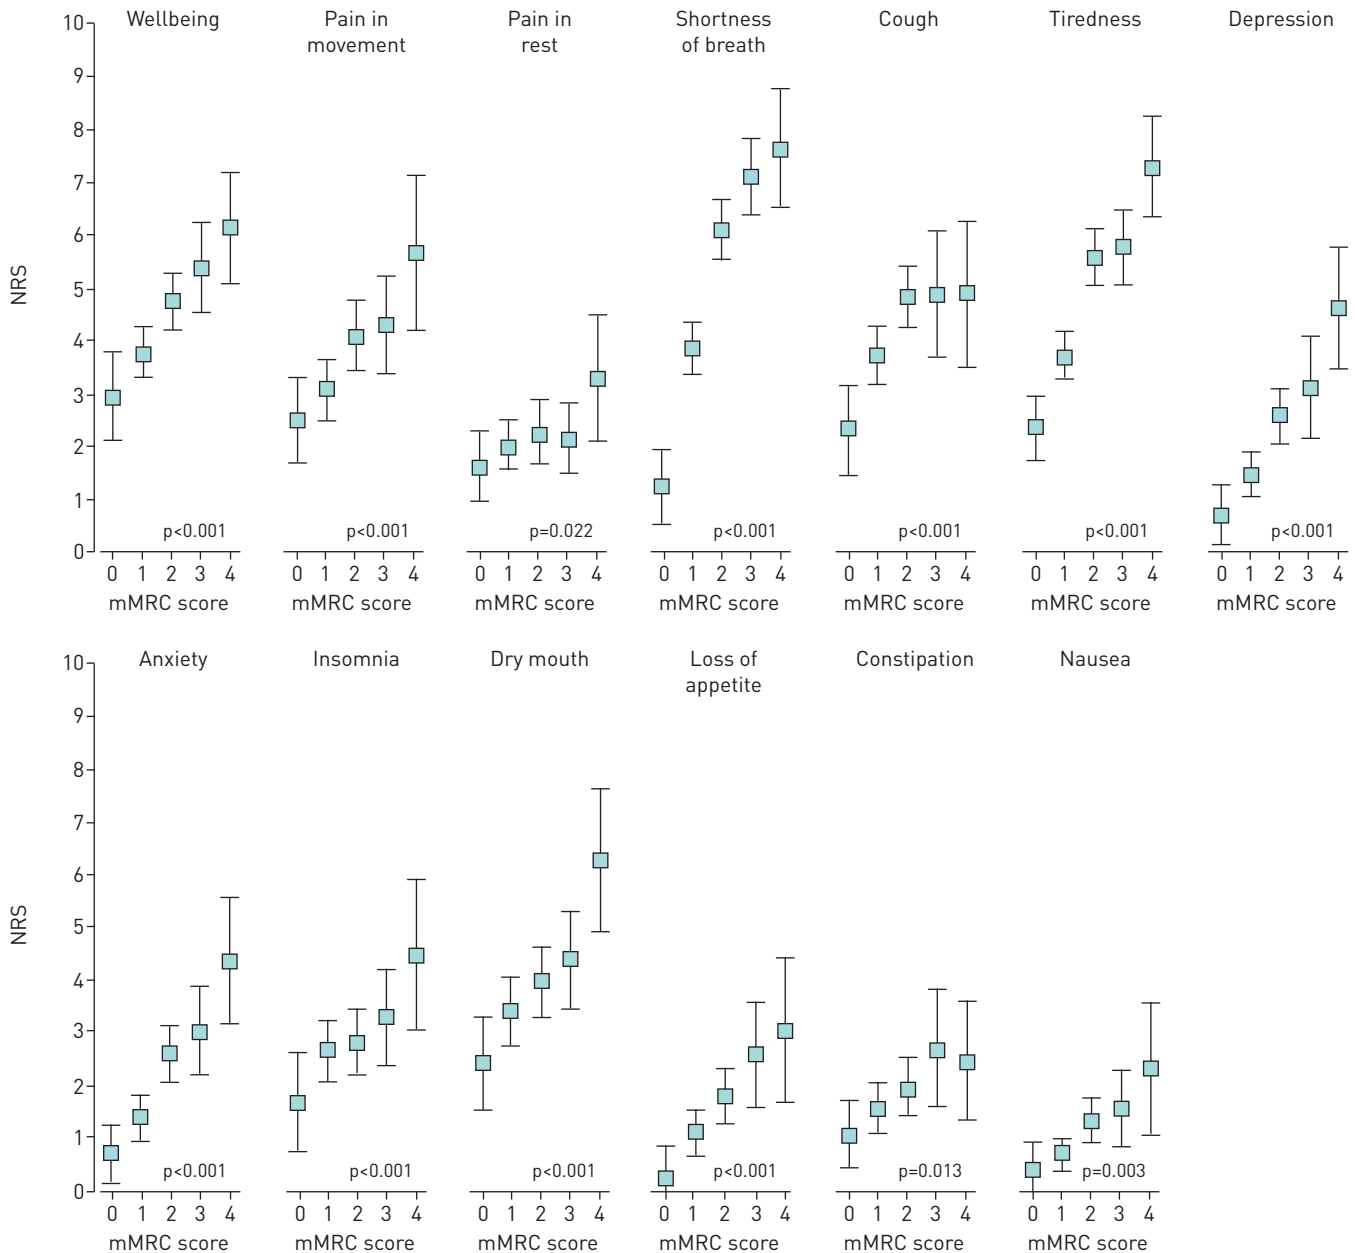 Wellbeing
Pain in
movement
Pain in
rest
Shortness
of breath
Cough
Tiredness
Depression
NRS
10
9
8
7
6
5
4
3
2
1
0
p<0.001
p<0.001
p=0.022
p<0.001
p<0.001
p<0.001
p<0.001
0 1 2 3 4
0 1 2 3 4
0 1 2 3 4
0 1 2 3 4
0 1 2 3 4
0 1 2 3 4
0 1 2 3 4
mMRC score
mMRC score
mMRC score
mMRC score
mMRC score
mMRC score
mMRC score
Anxiety
Insomnia
Dry mouth
Loss of
appetite
Constipation
Nausea
NRS
10
9
8
7
6
5
4
3
2
1
0
p<0.001
p<0.001
p<0.001
p<0.001
p=0.013
p=0.003
0 1 2 3 4
0 1 2 3 4
0 1 2 3 4
0 1 2 3 4
0 1 2 3 4
0 1 2 3 4
mMRC score
mMRC score
mMRC score
mMRC score
mMRC score
mMRC score